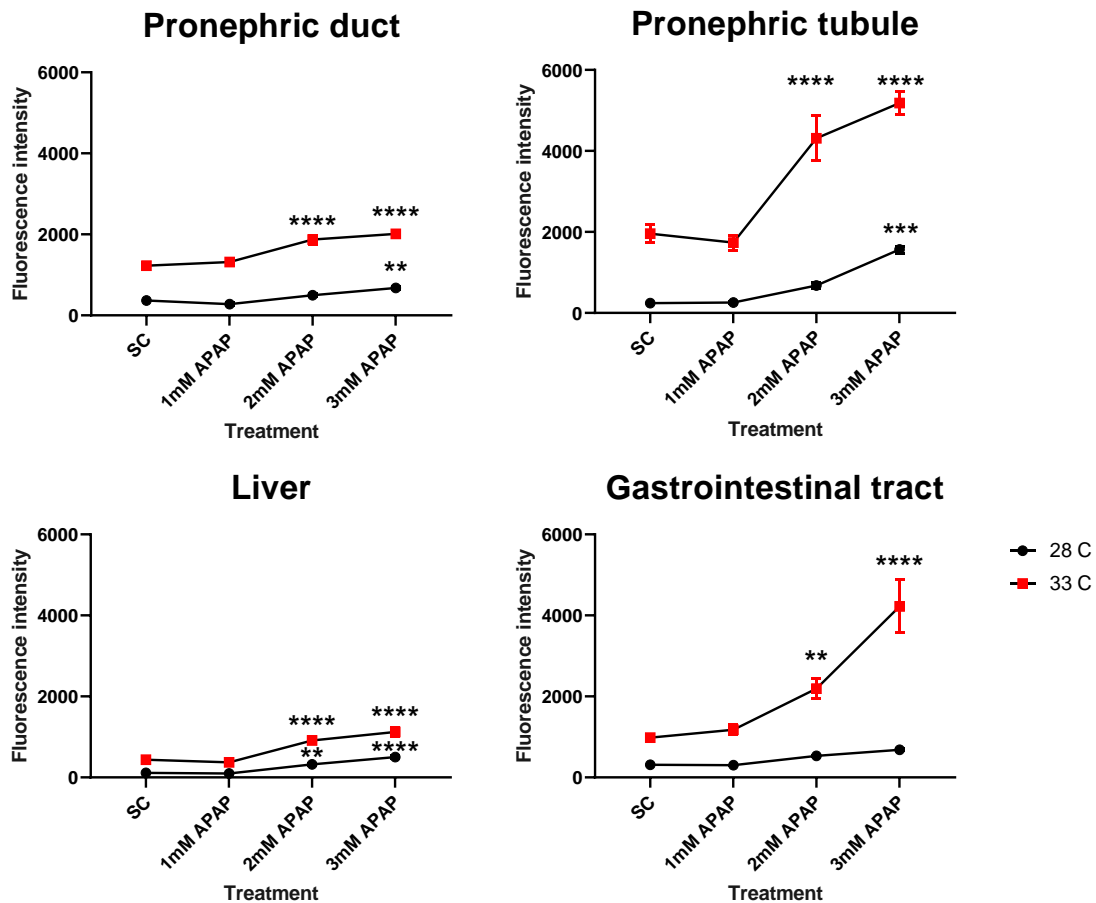 Pronephric duct
Fluorescence intensity
6000
4000
2000
0
****
****
**
SC
1mM APAP
2mM APAP
3mM APAP
Treatment
Pronephric tubule
Fluorescence intensity
6000
4000
2000
0
****
****
***
SC
1mM APAP
2mM APAP
3mM APAP
Treatment
Liver
Fluorescence intensity
6000
4000
2000
0
****
****
**
****
SC
1mM APAP
2mM APAP
3mM APAP
Treatment
Gastrointestinal tract
Fluorescence intensity
6000
4000
2000
0
**
****
SC
1mM APAP
2mM APAP
3mM APAP
Treatment
28 C
33 C